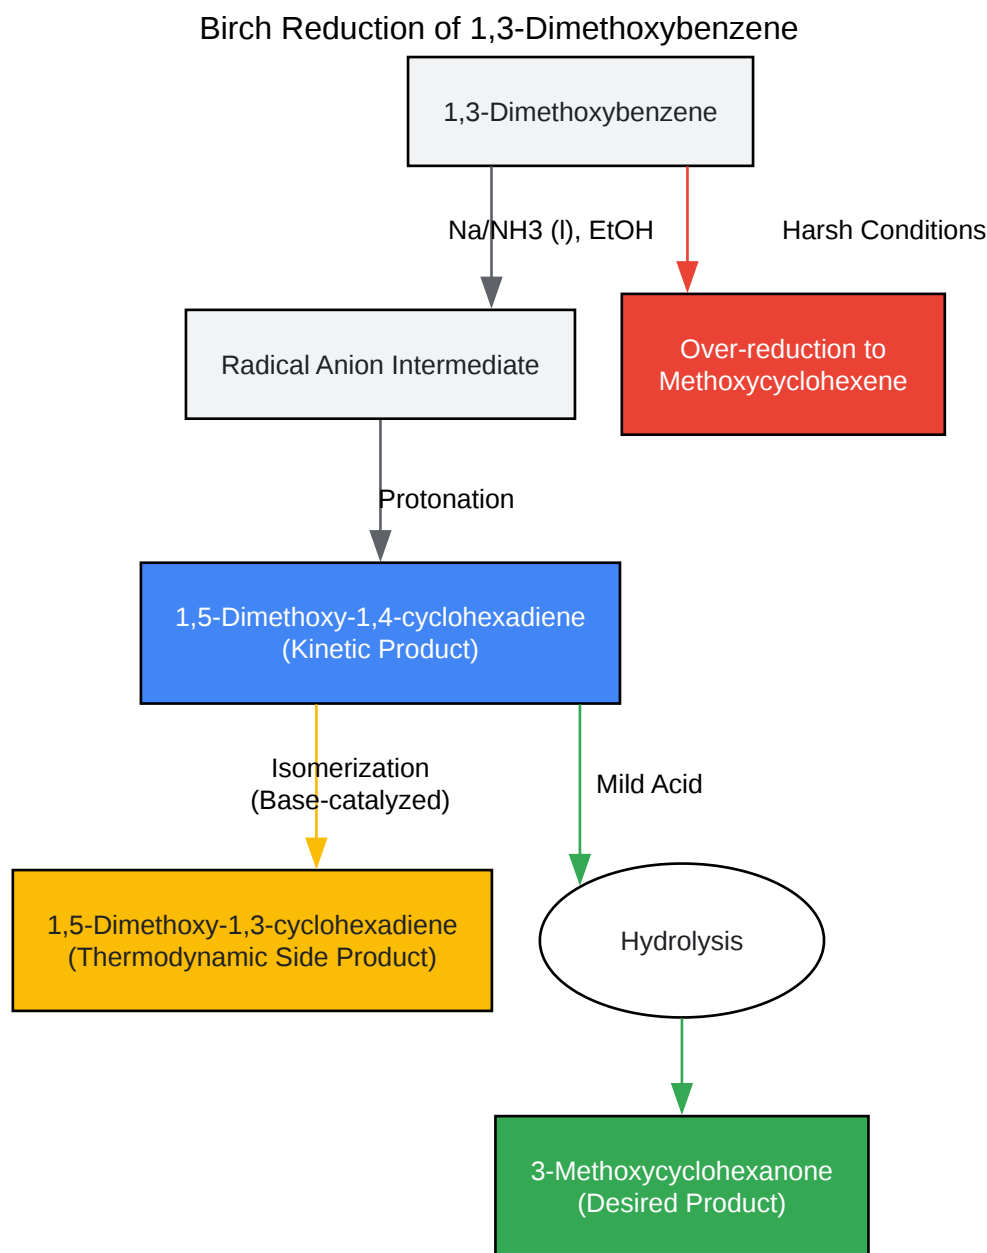 Birch Reduction of 1,3-Dimethoxybenzene
1,3-Dimethoxybenzene
Na/NH3 (l), EtOH
Harsh Conditions
Radical Anion Intermediate
Over-reduction to
Methoxycyclohexene
Protonation
1,5-Dimethoxy-1,4-cyclohexadiene
(Kinetic Product)
Isomerization
(Base-catalyzed)
Mild Acid
1,5-Dimethoxy-1,3-cyclohexadiene
(Thermodynamic Side Product)
Hydrolysis
3-Methoxycyclohexanone
(Desired Product)